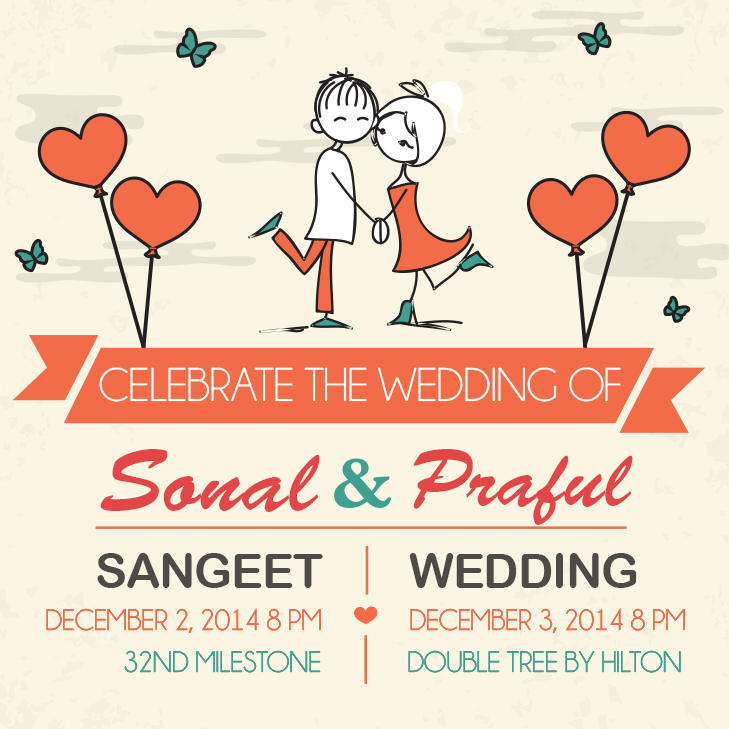 CELEBRATE THE WEDDING OF
Sonal & Praful
SANGEET
DECEMBER 2, 2014 8 PM
32ND MILESTONE
WEDDING
DECEMBER 3, 2014 8 PM
DOUBLE TREE BY HILTON